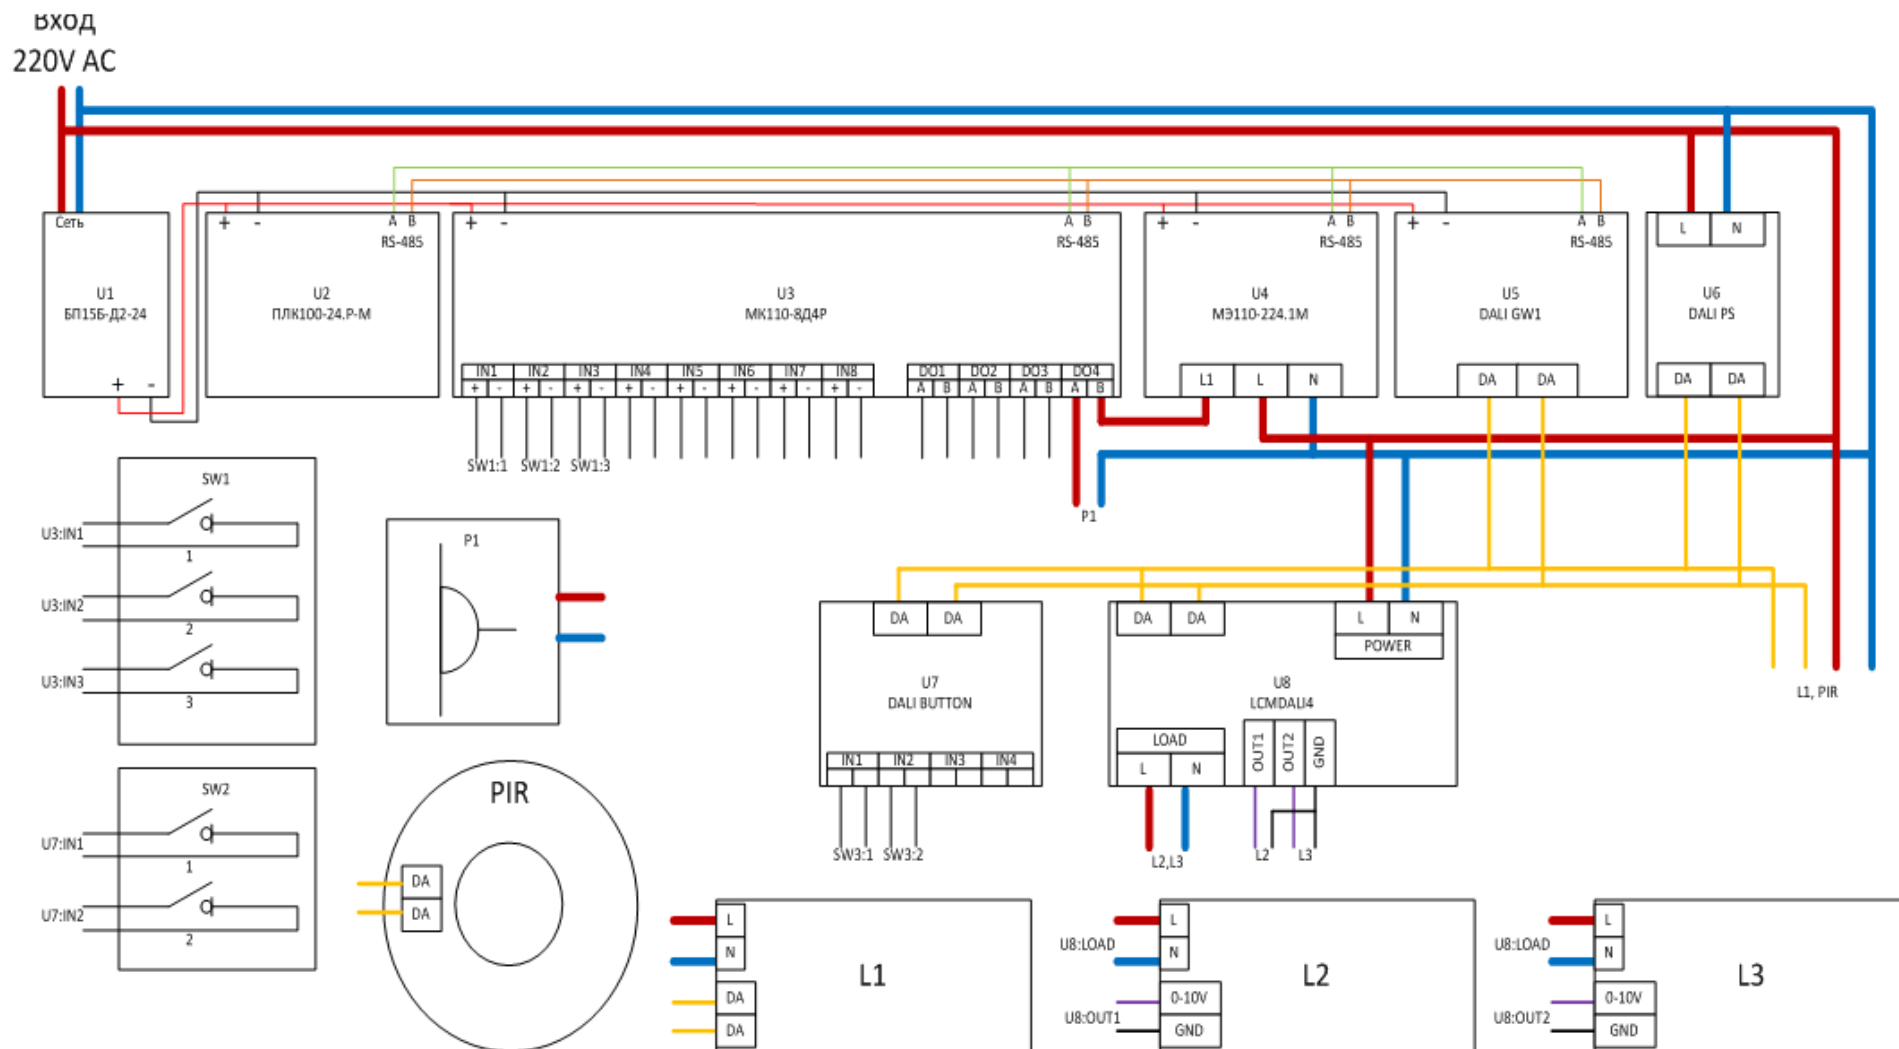 Вход
220V AC
Сеть
+ -
A B
RS-485
+ -
A B
RS-485
+ -
A B
RS-485
+ -
A B
RS-485
L N
U1
БП15Б-Д2-24
U2
ПЛК100-24.Р-М
U3
МК110-8Д4Р
U4
МЭ110-224.1М
U5
DALI GW1
U6
DALI PS
+ -
IN1 IN2 IN3 IN4 IN5 IN6 IN7 IN8
+ - + - + - + - + - + - + - + -
DO1 DO2 DO3 DO4
A B A B A B A B
L1 L N
DA DA
DA DA
SW1:1 SW1:2 SW1:3
P1
SW1
U3:IN1
1
U3:IN2
2
U3:IN3
3
P1
DA DA
U7
DALI BUTTON
IN1 IN2 IN3 IN4
SW3:1 SW3:2
DA DA
L N
POWER
U8
LCMDALI4
LOAD
L N
OUT1
OUT2
GND
L2,L3
L2 L3
L1, PIR
SW2
U7:IN1
1
U7:IN2
2
PIR
DA
DA
L
N
DA
DA
L1
U8:LOAD
U8:OUT1
L
N
0-10V
GND
L2
U8:LOAD
U8:OUT2
L
N
0-10V
GND
L3